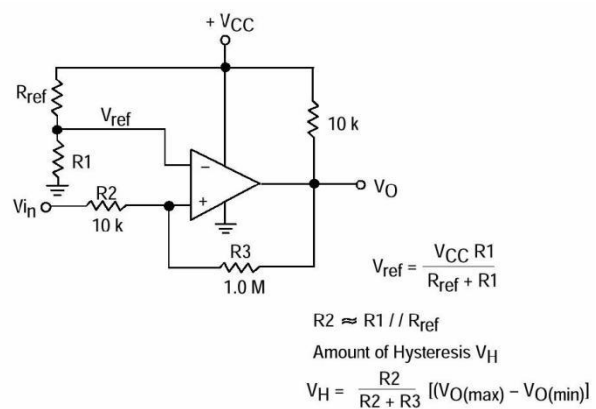 + VCC
Rref
Vref
10 k
R1
−
+
VO
Vin
R2
10 k
R3
1.0 M
Vref = VCC R1 / Rref + R1
R2 ≈ R1 // Rref
Amount of Hysteresis VH
VH = R2 / R2 + R3 [(VO(max) − VO(min)]